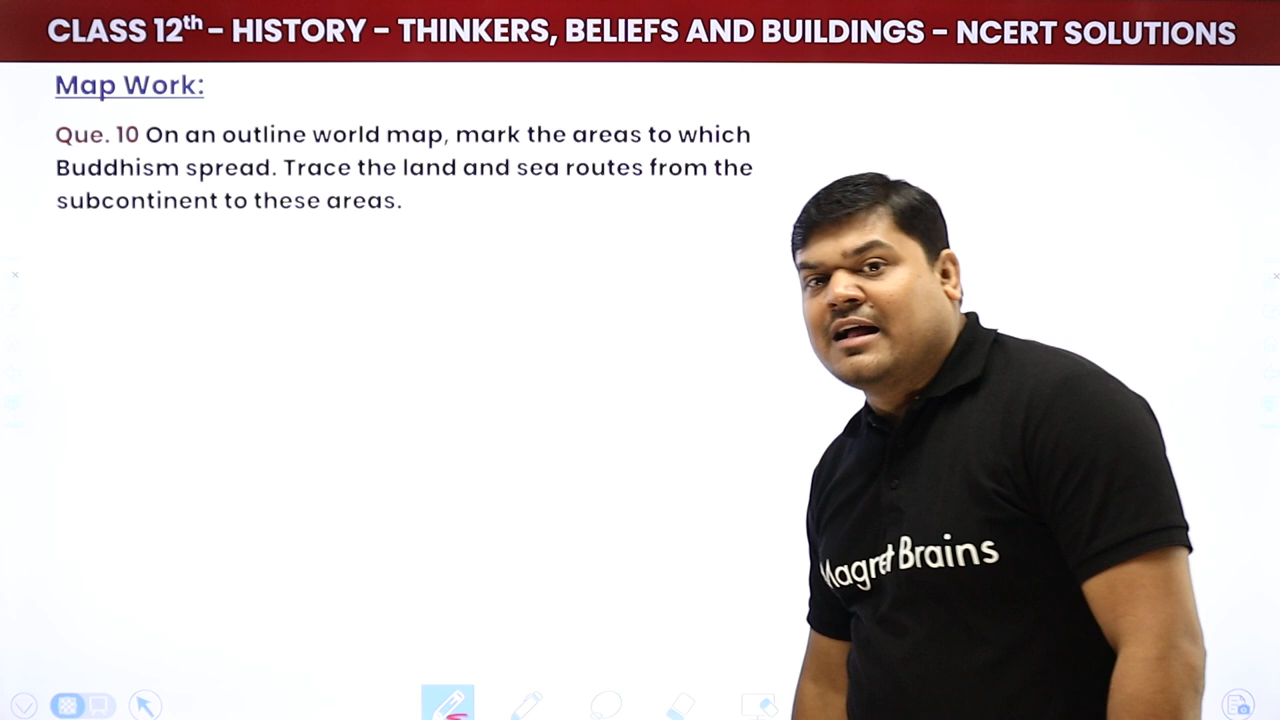 CLASS 12th - HISTORY - THINKERS, BELIEFS AND BUILDINGS - NCERT SOLUTIONS
Map Work:
Que. 10 On an outline world map, mark the areas to which
Buddhism spread. Trace the land and sea routes from the
subcontinent to these areas.
Magnet Brains